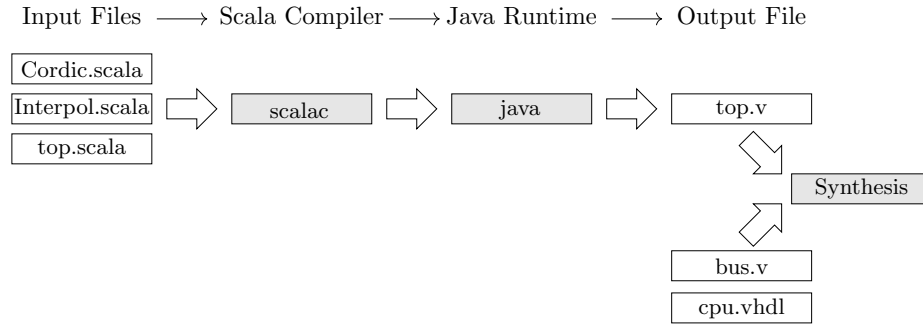 Input Files Scala Compiler Java Runtime Output File
Cordic.scala
Interpol.scala scalac java top.v
top.scala
Synthesis
bus.v
cpu.vhdl